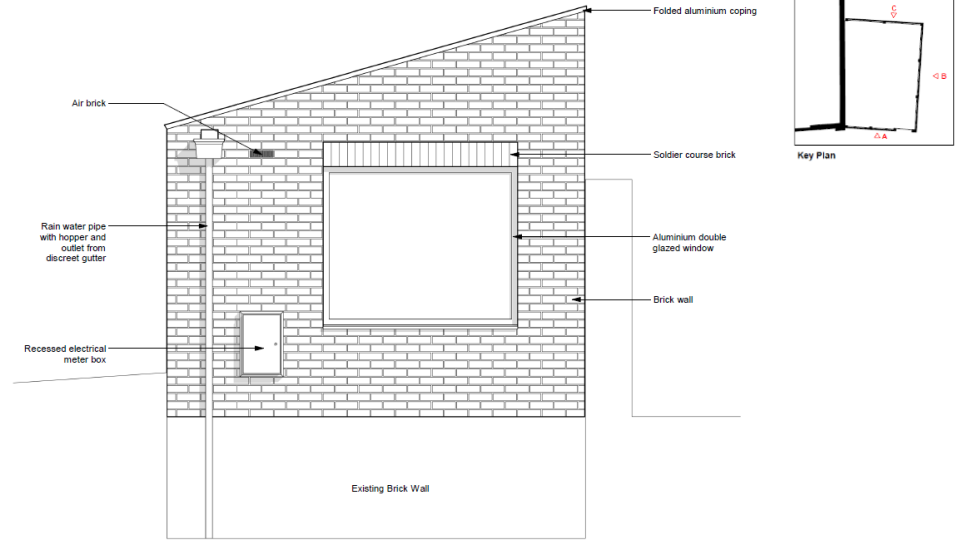 Folded aluminium coping
C
B
A
Key Plan
Air brick
Soldier course brick
Rain water pipe
with hopper and
outlet from
discreet gutter
Aluminium double
glazed window
Brick wall
Recessed electrical
meter box
Existing Brick Wall